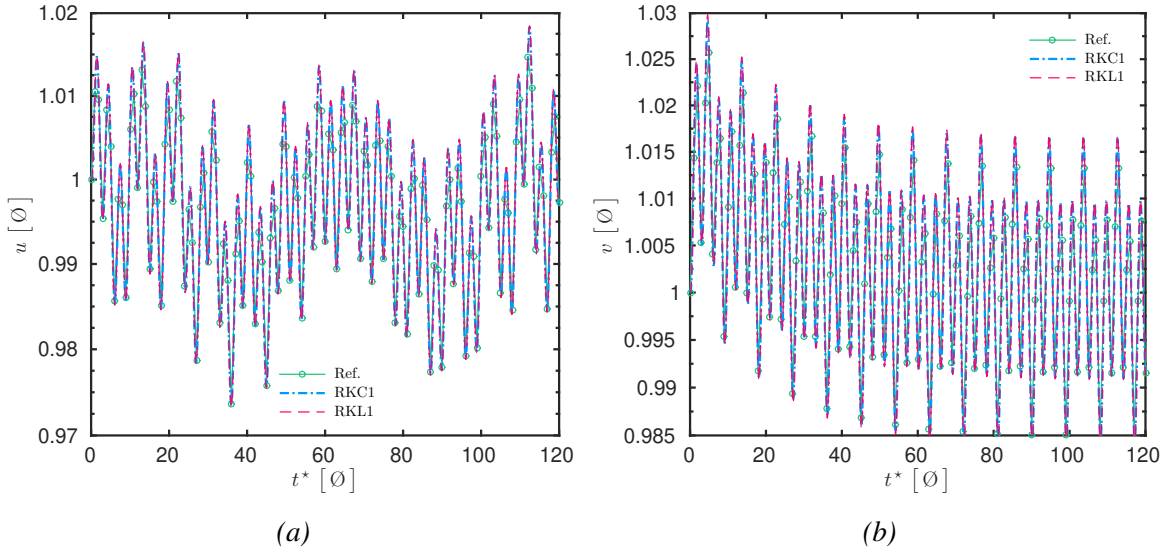 1.02
1.01
1
0.99
0.98
0.97
u [Ø]
Ref.
RKC1
RKL1
0 20 40 60 80 100 120
t* [Ø]
(a)
1.03
1.025
1.02
1.015
1.01
1.005
1
0.995
0.99
0.985
v [Ø]
Ref.
RKC1
RKL1
0 20 40 60 80 100 120
t* [Ø]
(b)